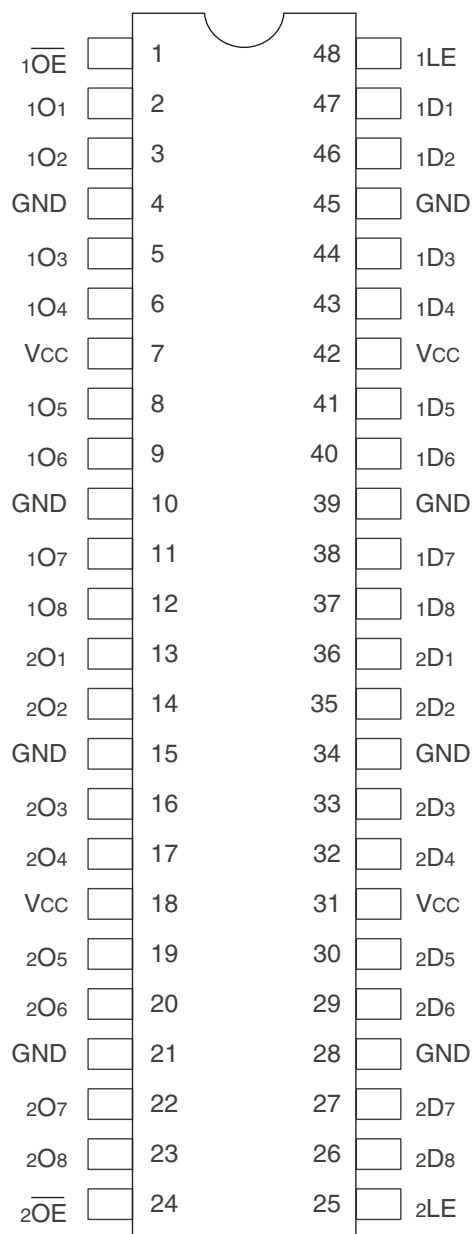 1O̅E̅ 1 48 1LE
1O1 2 47 1D1
1O2 3 46 1D2
GND 4 45 GND
1O3 5 44 1D3
1O4 6 43 1D4
VCC 7 42 VCC
1O5 8 41 1D5
1O6 9 40 1D6
GND 10 39 GND
1O7 11 38 1D7
1O8 12 37 1D8
2O1 13 36 2D1
2O2 14 35 2D2
GND 15 34 GND
2O3 16 33 2D3
2O4 17 32 2D4
VCC 18 31 VCC
2O5 19 30 2D5
2O6 20 29 2D6
GND 21 28 GND
2O7 22 27 2D7
2O8 23 26 2D8
2O̅E̅ 24 25 2LE